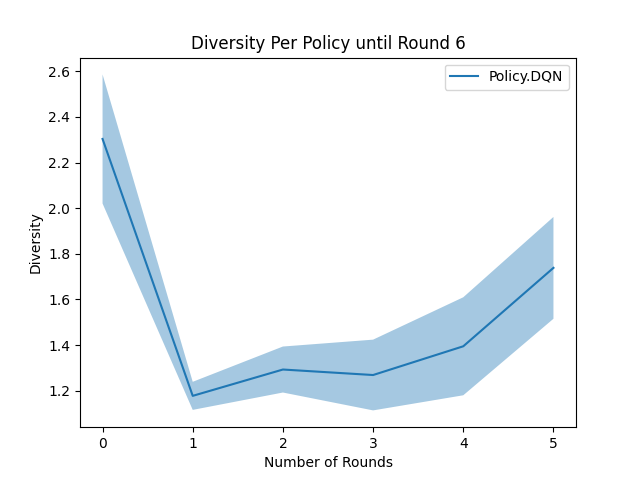 Diversity Per Policy until Round 6
Policy.DQN
2.6
2.4
2.2
2.0
1.8
1.6
1.4
1.2
Diversity
0 1 2 3 4 5
Number of Rounds